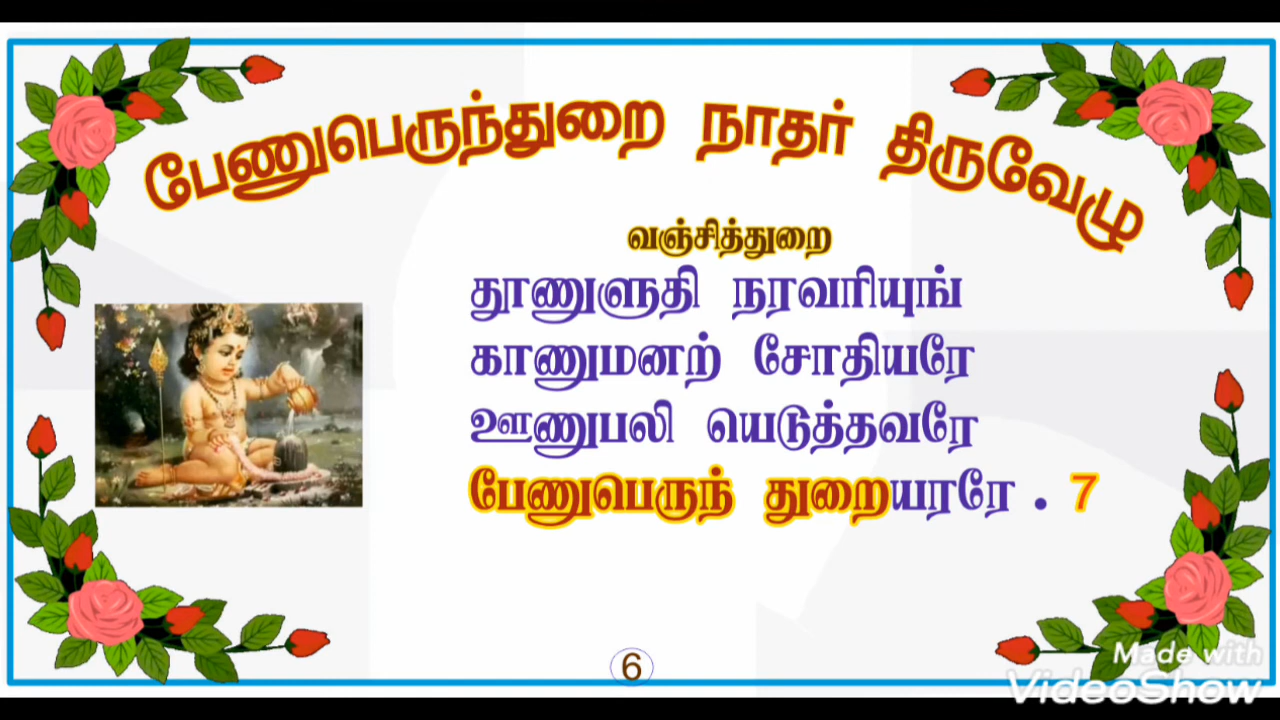 பேணுபெருந்துறை நாதர் திருவேழு
வஞ்சித்துறை
தூணுளுதி நரவரியுங்
காணுமனற் சோதியரே
ஊணுபலி யெடுத்தவரே
பேணுபெருந் துறையரரே . 7
6
Made with
VideoShow